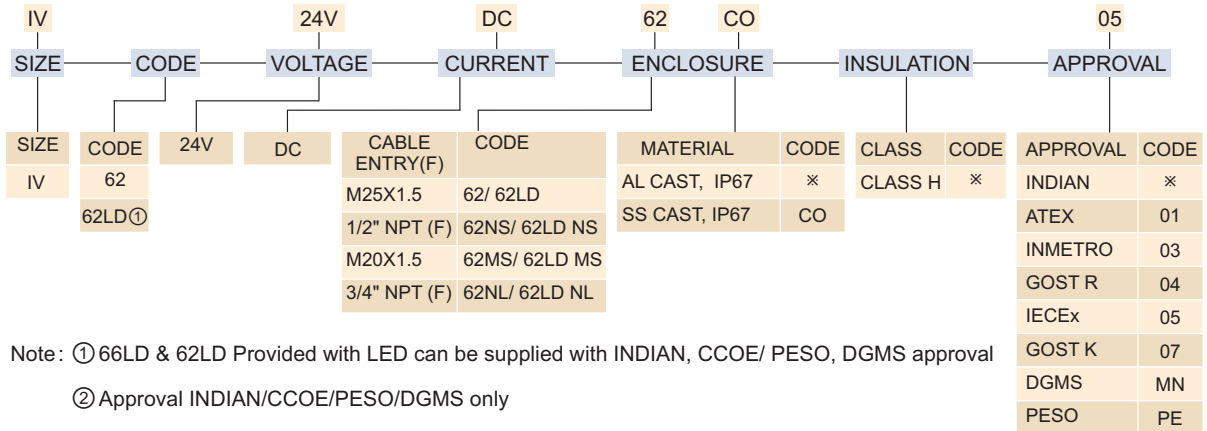 IV 24V DC 62 CO 05
SIZE CODE VOLTAGE CURRENT ENCLOSURE INSULATION APPROVAL
SIZE
IV
CODE
62
62LD①
24V
DC
CABLE ENTRY(F) CODE
M25X1.5 62/ 62LD
1/2" NPT (F) 62NS/ 62LD NS
M20X1.5 62MS/ 62LD MS
3/4" NPT (F) 62NL/ 62LD NL
MATERIAL CODE
AL CAST, IP67 ※
SS CAST, IP67 CO
CLASS CODE
CLASS H ※
APPROVAL CODE
INDIAN ※
ATEX 01
INMETRO 03
GOST R 04
IECEx 05
GOST K 07
DGMS MN
PESO PE
Note: ① 66LD & 62LD Provided with LED can be supplied with INDIAN, CCOE/ PESO, DGMS approval
② Approval INDIAN/CCOE/PESO/DGMS only